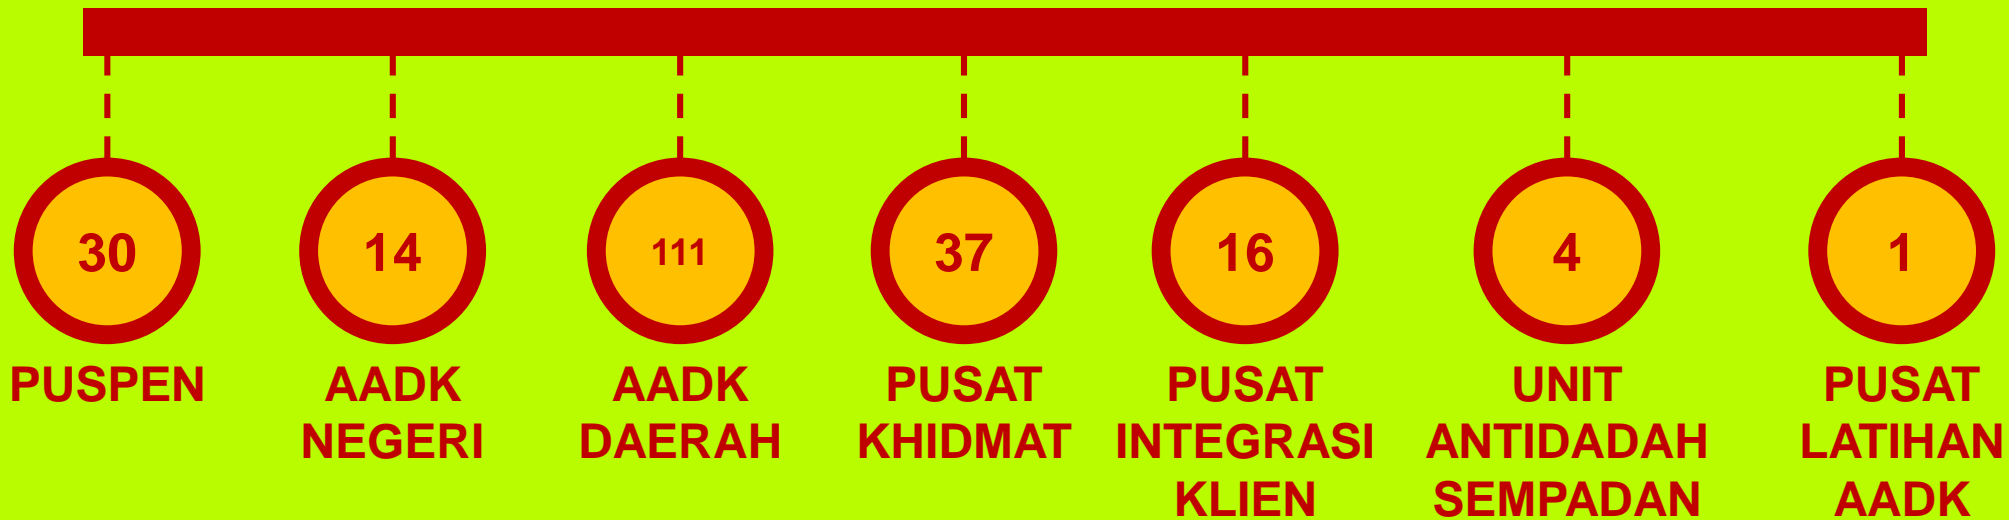 30
PUSPEN
14
AADK
NEGERI
111
AADK
DAERAH
37
PUSAT
KHIDMAT
16
PUSAT
INTEGRASI
KLIEN
4
UNIT
ANTIDADAH
SEMPADAN
1
PUSAT
LATIHAN
AADK